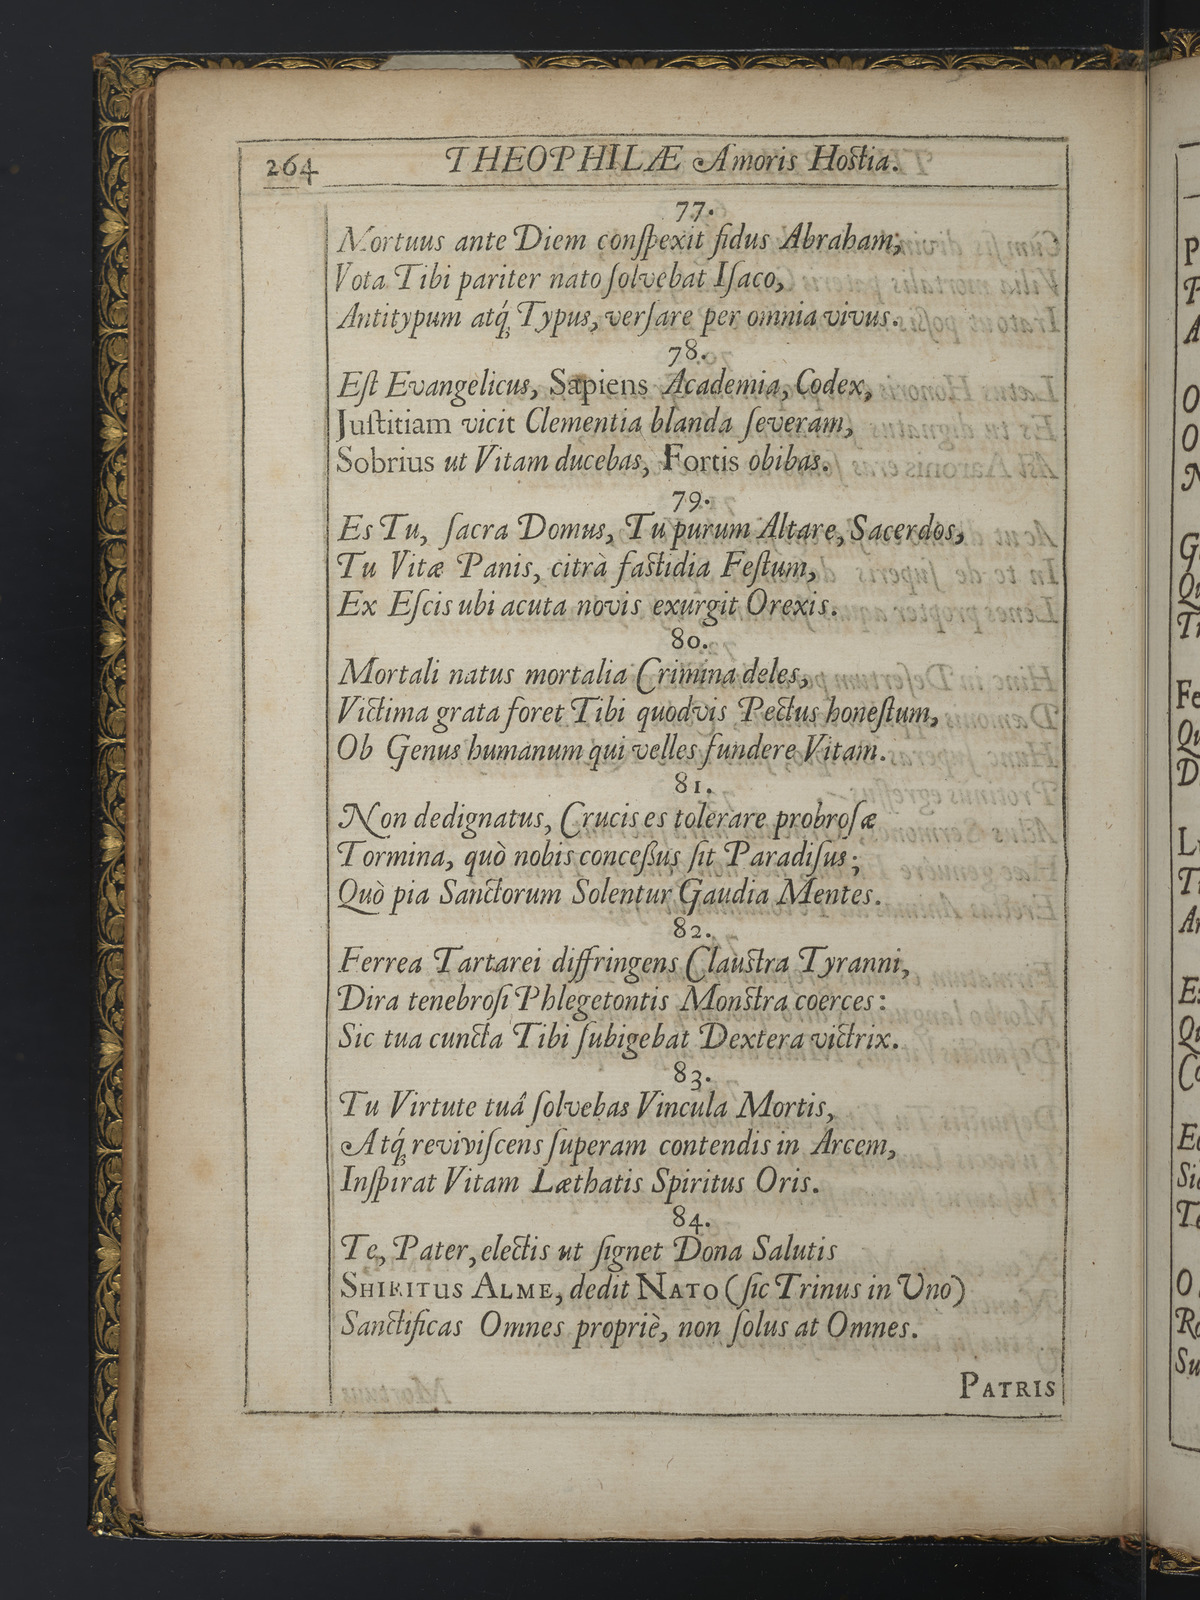 264 THEOPHILÆ Amoris Hostia.
77.
Mortuus ante Diem conſpexit fidus Abraham,
Vota Tibi pariter nato ſolvebat Iſaco,
Antitypum atq́; Typus, verſare per omnia vivus.
78.
Eſt Evangelicus, Sapiens Academia, Codex,
Juſtitiam vicit Clementia blanda ſeveram,
Sobrius ut Vitam ducebas, Fortis obibas.
79.
Es Tu, ſacra Domus, Tu purum Altare, Sacerdos,
Tu Vitæ Panis, citrà faſtidia Feſtum,
Ex Eſcis ubi acuta novis exurgit Orexis.
80.
Mortali natus mortalia Crimina deles,
Victima grata foret Tibi quodvis Pectus honeſtum,
Ob Genus humanum qui velles fundere Vitam.
81.
Non dedignatus, Crucis es tolerare probroſæ
Tormina, quò nobis conceſſus ſit Paradiſus;
Quò pia Sanctorum Solentur Gaudia Mentes.
82.
Ferrea Tartarei diffringens Clauſtra Tyranni,
Dira tenebroſi Phlegetontis Monſtra coerces:
Sic tua cuncta Tibi ſubigebat Dextera victrix.
83.
Tu Virtute tuâ ſolvebas Vincula Mortis,
Atq́; reviviſcens ſuperam contendis in Arcem,
Inſpirat Vitam Læthatis Spiritus Oris.
84.
Te, Pater, electis ut ſignet Dona Salutis
SHIRITUS ALME, dedit NATO (ſic Trinus in Uno)
Sanctificas Omnes propriè, non ſolus at Omnes.
PATRIS